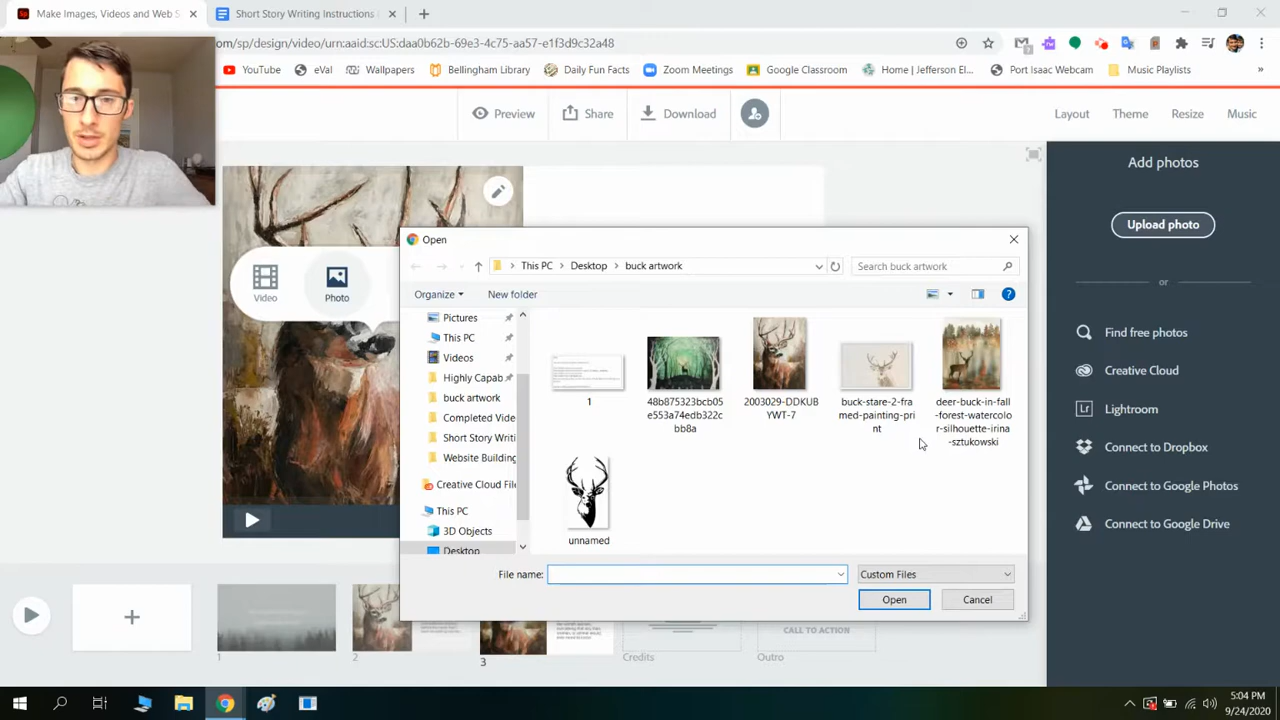 Make Images, Videos and Web S
Short Story Writing Instructions (
com/sp/design/video/urn:aaid:sc:US:daa0b62b-69e3-4c75-aa57-e1f3d9c32a48
YouTube
eVal
Wallpapers
Bellingham Library
Daily Fun Facts
Zoom Meetings
Google Classroom
Home | Jefferson El...
Port Isaac Webcam
Music Playlists
»
Preview
Share
Download
Layout
Theme
Resize
Music
Add photos
Upload photo
or
Find free photos
Creative Cloud
Lr
Lightroom
Connect to Dropbox
Connect to Google Photos
Connect to Google Drive
Video
Photo
Open
This PC > Desktop > buck artwork
Search buck artwork
Organize
New folder
Pictures
This PC
Videos
Highly Capab
buck artwork
Completed Vide
Short Story Writi
Website Building
Creative Cloud File
This PC
3D Objects
Desktop
1
48b875323bcb05
e553a74edb322c
bb8a
2003029-DDKUB
YWT-7
buck-stare-2-fra
med-painting-pri
nt
deer-buck-in-fall
-forest-watercolo
r-silhouette-irina
-sztukowski
unnamed
File name:
Custom Files
Open
Cancel
1
2
3
Credits
CALL TO ACTION
Outro
5:04 PM
9/24/2020